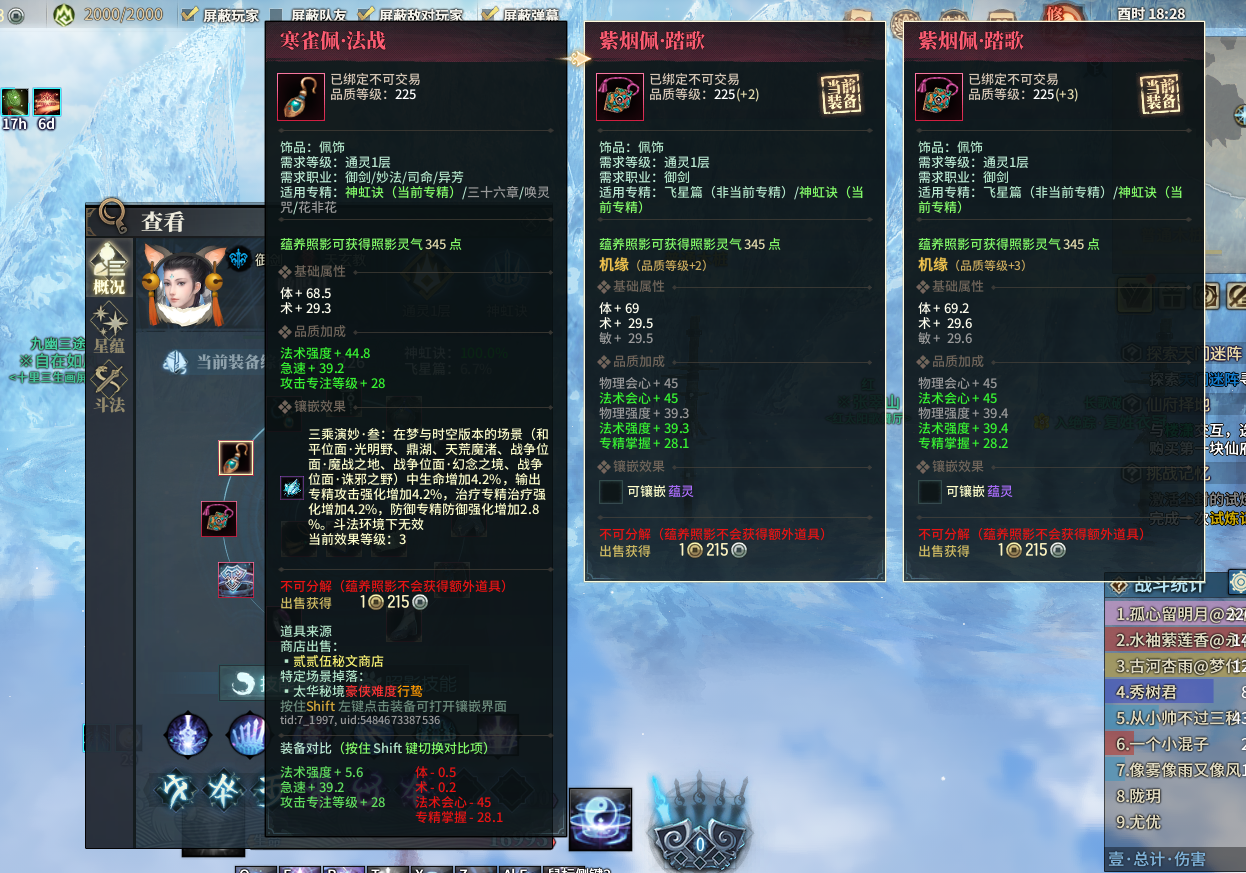 2000/2000
屏蔽玩家
屏蔽队友
屏蔽敌对玩家
屏蔽弹幕
酉时 18:28
17h
6d
查看
概况
星蕴
斗法
当前装备
寒雀佩·法战
已绑定不可交易
品质等级：225
饰品：佩饰
需求等级：通灵1层
需求职业：御剑/妙法/司命/异芳
适用专精：神虹诀（当前专精）/三十六章/唤灵
咒/花非花
蕴养照影可获得照影灵气 345 点
基础属性
体 + 68.5
术 + 29.3
品质加成
法术强度 + 44.8
急速 + 39.2
攻击专注等级 + 28
镶嵌效果
三乘演妙·叁：在梦与时空版本的场景（和
平位面·光明野、鼎湖、天荒魔渚、战争位
面·魔战之地、战争位面·幻念之境、战争
位面·诛邪之野）中生命增加4.2%，输出
专精攻击强化增加4.2%，治疗专精治疗强
化增加4.2%，防御专精防御强增加2.8
%。斗法环境下无效
当前效果等级：3
不可分解（蕴养照影不会获得额外道具）
出售获得 1 215
道具来源
商店出售：
▪贰贰伍秘文商店
特定场景掉落：
▪太华秘境豪侠难度行鸷
按住Shift 左键点击装备可打开镶嵌界面
tid:7_1997, uid:5484673387536
装备对比（按住 Shift 键切换对比项）
法术强度 + 5.6
急速 + 39.2
攻击专注等级 + 28
体 - 0.5
术 - 0.2
法术会心 - 45
专精掌握 - 28.1
紫烟佩·踏歌
已绑定不可交易
品质等级：225(+2)
当前装备
饰品：佩饰
需求等级：通灵1层
需求职业：御剑
适用专精：飞星篇（非当前专精）/神虹诀（当
前专精）
蕴养照影可获得照影灵气 345 点
机缘（品质等级+2）
基础属性
体 + 69
术 + 29.5
敏 + 29.5
品质加成
物理会心 + 45
法术会心 + 45
物理强度 + 39.3
法术强度 + 39.3
专精掌握 + 28.1
镶嵌效果
可镶嵌 蕴灵
不可分解（蕴养照影不会获得额外道具）
出售获得 1 215
紫烟佩·踏歌
已绑定不可交易
品质等级：225(+3)
当前装备
饰品：佩饰
需求等级：通灵1层
需求职业：御剑
适用专精：飞星篇（非当前专精）/神虹诀（当
前专精）
蕴养照影可获得照影灵气 345 点
机缘（品质等级+3）
基础属性
体 + 69.2
术 + 29.6
敏 + 29.6
品质加成
物理会心 + 45
法术会心 + 45
物理强度 + 39.4
法术强度 + 39.4
专精掌握 + 28.2
镶嵌效果
可镶嵌 蕴灵
不可分解（蕴养照影不会获得额外道具）
出售获得 1 215
战斗统计
1.孤心留明月@
2.水袖萦莲香@
3.古河杏雨@梦
4.秀树君
5.从小帅不过三秒
6.一个小混子
7.像雾像雨又像风
8.陇玥
9.尤优
壹·总计·伤害
0